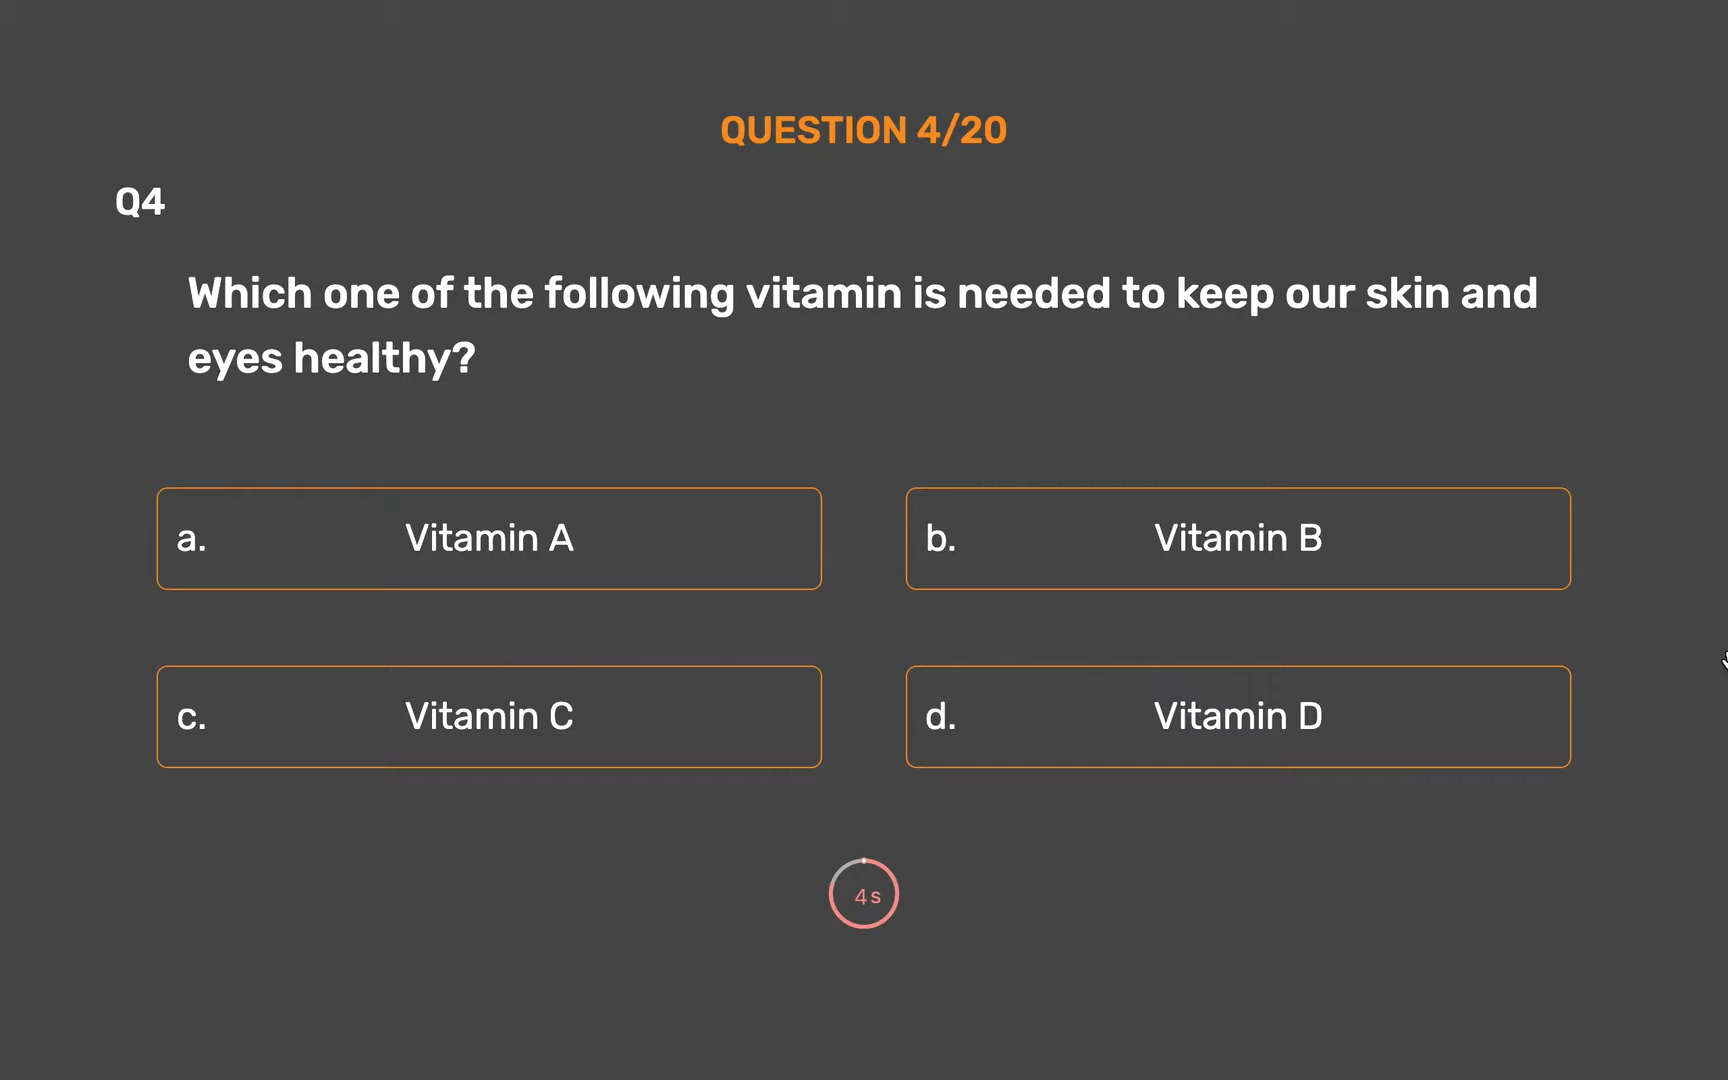 QUESTION 4/20
Q4
Which one of the following vitamin is needed to keep our skin and
eyes healthy?
a. Vitamin A
b. Vitamin B
c. Vitamin C
d. Vitamin D
4s